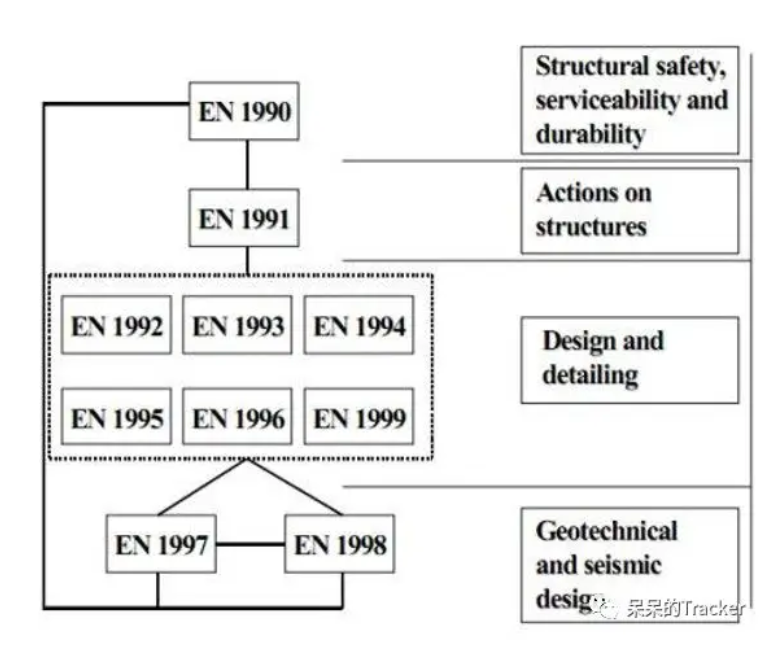 Structural safety,
serviceability and
durability
EN 1990
Actions on
structures
EN 1991
EN 1992 EN 1993 EN 1994
Design and
detailing
EN 1995 EN 1996 EN 1999
EN 1997 EN 1998
Geotechnical
and seismic
design
呆呆的Tracker